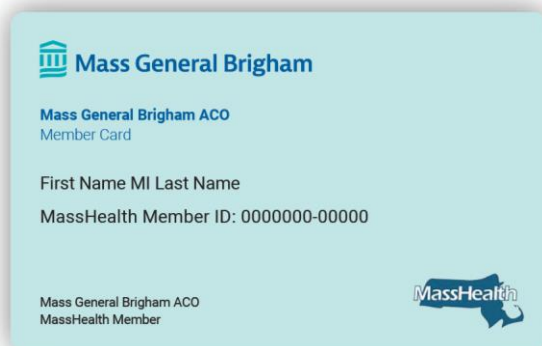 Mass General Brigham
Mass General Brigham ACO
Member Card
First Name MI Last Name
MassHealth Member ID: 0000000-00000
Mass General Brigham ACO
MassHealth Member
MassHealth